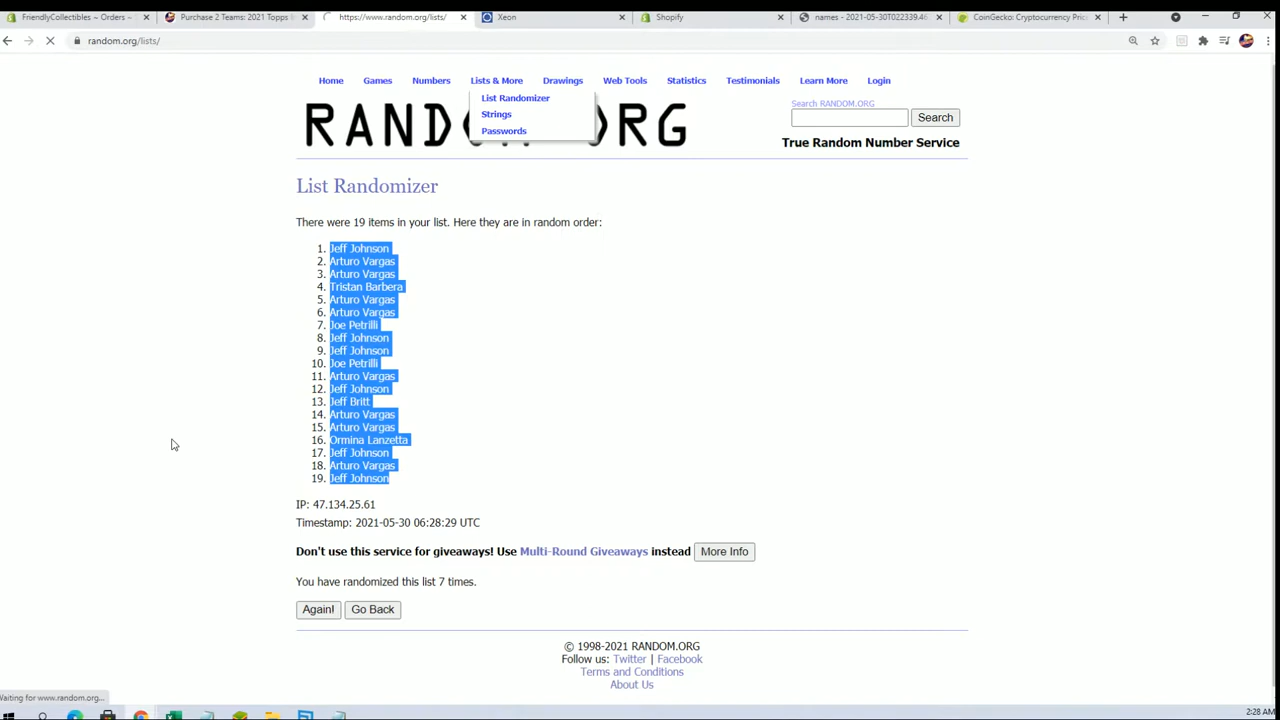 FriendlyCollectibles ~ Orders ~
Purchase 2 Teams: 2021 Topps
https://www.random.org/lists/
Xeon
Shopify
names - 2021-05-30T022339.46
CoinGecko: Cryptocurrency Pric
random.org/lists/
Home Games Numbers Lists & More Drawings Web Tools Statistics Testimonials Learn More Login
List Randomizer
Strings
Passwords
RANDOM.ORG
Search RANDOM.ORG
Search
True Random Number Service
List Randomizer
There were 19 items in your list. Here they are in random order:
1. Jeff Johnson
2. Arturo Vargas
3. Arturo Vargas
4. Tristan Barbera
5. Arturo Vargas
6. Arturo Vargas
7. Joe Petrilli
8. Jeff Johnson
9. Jeff Johnson
10. Joe Petrilli
11. Arturo Vargas
12. Jeff Johnson
13. Jeff Britt
14. Arturo Vargas
15. Arturo Vargas
16. Ormina Lanzetta
17. Jeff Johnson
18. Arturo Vargas
19. Jeff Johnson
IP: 47.134.25.61
Timestamp: 2021-05-30 06:28:29 UTC
Don't use this service for giveaways! Use Multi-Round Giveaways instead More Info
You have randomized this list 7 times.
Again! Go Back
© 1998-2021 RANDOM.ORG
Follow us: Twitter | Facebook
Terms and Conditions
About Us
Waiting for www.random.org...
2:28 AM